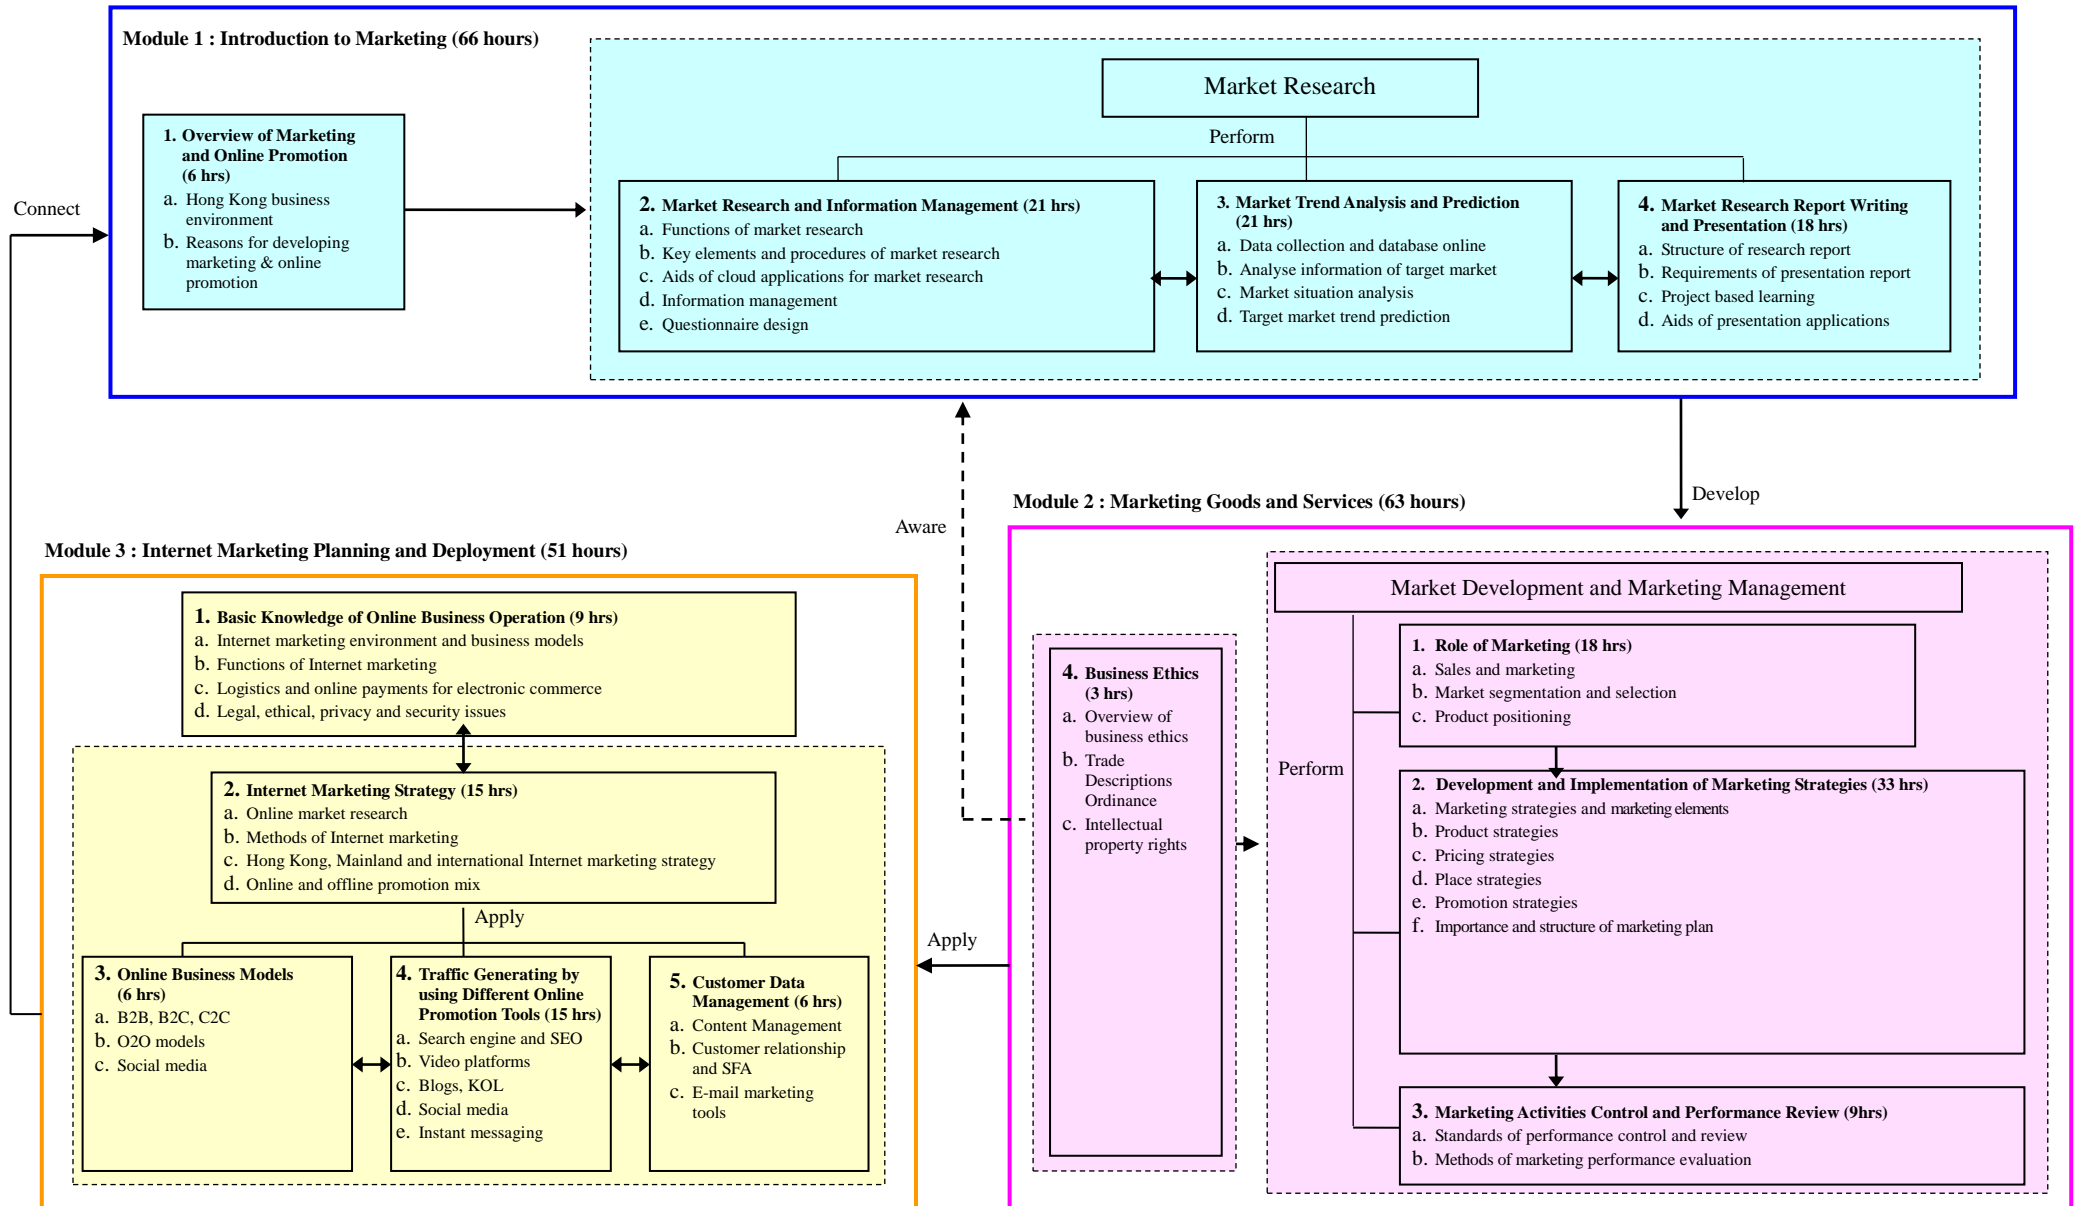 Module 1 : Introduction to Marketing (66 hours)
Market Research
Perform
1. Overview of Marketing
and Online Promotion
(6 hrs)
a. Hong Kong business
environment
b. Reasons for developing
marketing & online
promotion
2. Market Research and Information Management (21 hrs)
a. Functions of market research
b. Key elements and procedures of market research
c. Aids of cloud applications for market research
d. Information management
e. Questionnaire design
3. Market Trend Analysis and Prediction
(21 hrs)
a. Data collection and database online
b. Analyse information of target market
c. Market situation analysis
d. Target market trend prediction
4. Market Research Report Writing
and Presentation (18 hrs)
a. Structure of research report
b. Requirements of presentation report
c. Project based learning
d. Aids of presentation applications
Connect
Develop
Aware
Module 2 : Marketing Goods and Services (63 hours)
Market Development and Marketing Management
Perform
1. Role of Marketing (18 hrs)
a. Sales and marketing
b. Market segmentation and selection
c. Product positioning
2. Development and Implementation of Marketing Strategies (33 hrs)
a. Marketing strategies and marketing elements
b. Product strategies
c. Pricing strategies
d. Place strategies
e. Promotion strategies
f. Importance and structure of marketing plan
3. Marketing Activities Control and Performance Review (9hrs)
a. Standards of performance control and review
b. Methods of marketing performance evaluation
4. Business Ethics
(3 hrs)
a. Overview of
business ethics
b. Trade
Descriptions
Ordinance
c. Intellectual
property rights
Apply
Module 3 : Internet Marketing Planning and Deployment (51 hours)
1. Basic Knowledge of Online Business Operation (9 hrs)
a. Internet marketing environment and business models
b. Functions of Internet marketing
c. Logistics and online payments for electronic commerce
d. Legal, ethical, privacy and security issues
2. Internet Marketing Strategy (15 hrs)
a. Online market research
b. Methods of Internet marketing
c. Hong Kong, Mainland and international Internet marketing strategy
d. Online and offline promotion mix
Apply
3. Online Business Models
(6 hrs)
a. B2B, B2C, C2C
b. O2O models
c. Social media
4. Traffic Generating by
using Different Online
Promotion Tools (15 hrs)
a. Search engine and SEO
b. Video platforms
c. Blogs, KOL
d. Social media
e. Instant messaging
5. Customer Data
Management (6 hrs)
a. Content Management
b. Customer relationship
and SFA
c. E-mail marketing
tools